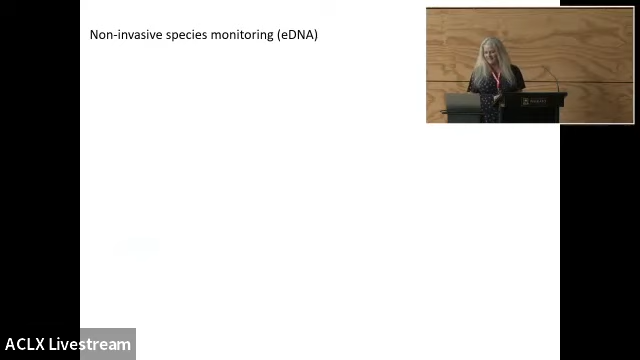 Non-invasive species monitoring (eDNA)
ACLX Livestream